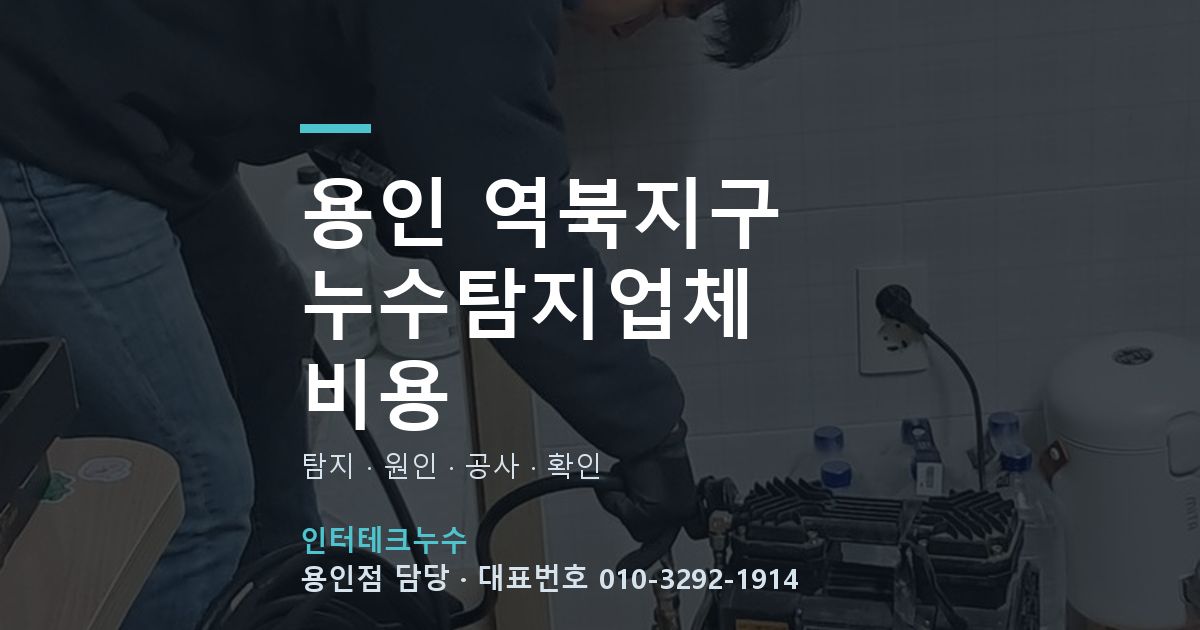 용인 역북지구
누수탐지업체
비용
탐지 · 원인 · 공사 · 확인
인터테크누수
용인점 담당 · 대표번호 010-3292-1914